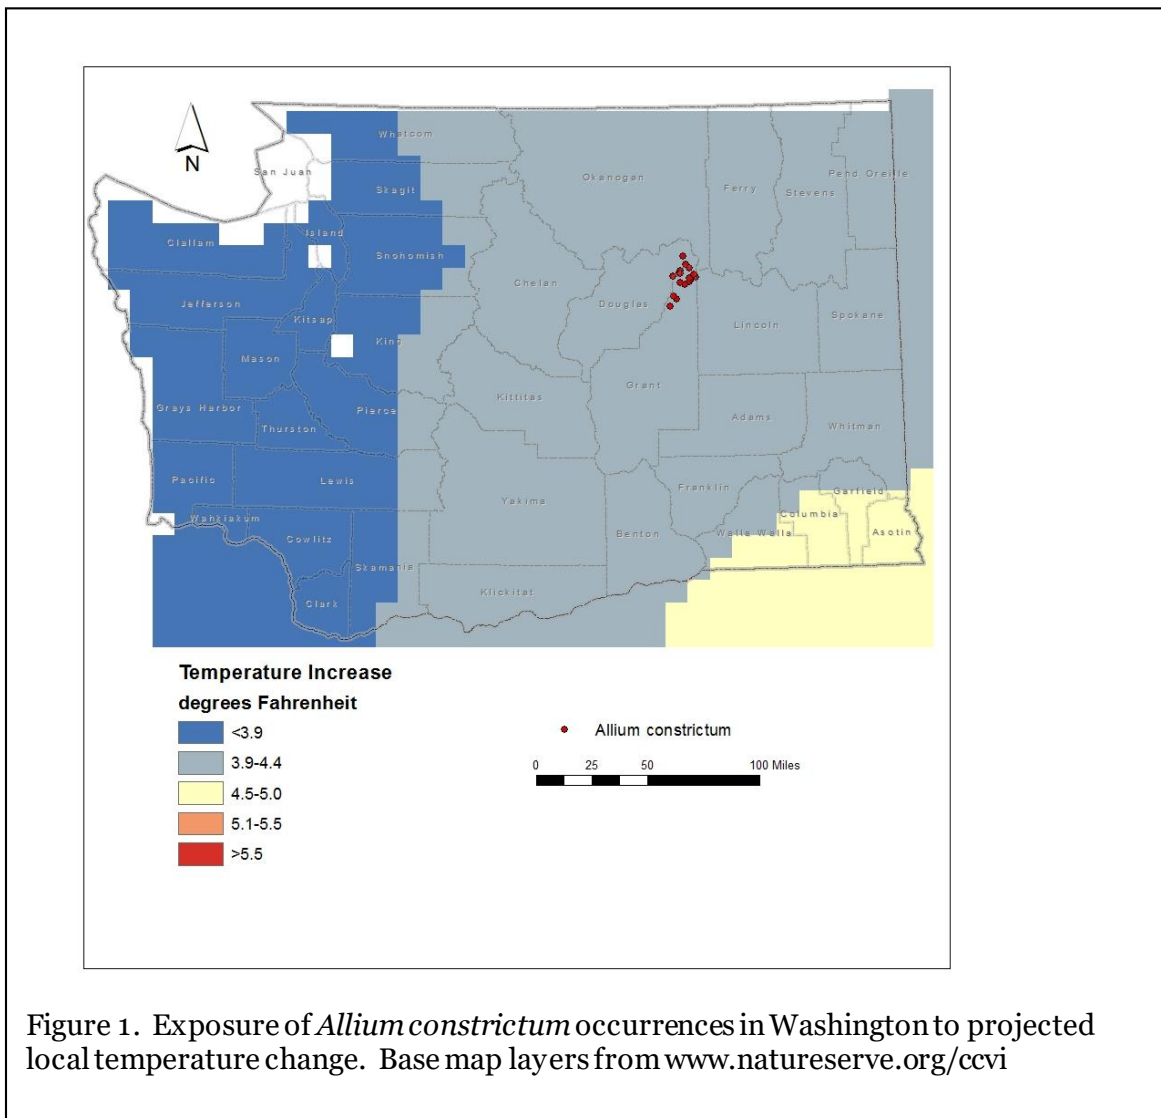 N
Whatcom
San Juan
Skagit
Okanogan
Ferry
Stevens
Pend Oreille
Clallam
Island
Snohomish
Chelan
Jefferson
Douglas
Kitsap
King
Lincoln
Spokane
Mason
Grant
Kittitas
Grays Harbor
Pierce
Adams
Whitman
Thurston
Pacific
Lewis
Yakima
Franklin
Garfield
Wahkiakum
Columbia
Cowlitz
Benton
Walla Walla
Asotin
Skamania
Clark
Klickitat
Temperature Increase
degrees Fahrenheit
<3.9
3.9-4.4
4.5-5.0
5.1-5.5
>5.5
Allium constrictum
0 25 50 100 Miles
Figure 1. Exposure of Allium constrictum occurrences in Washington to projected
local temperature change. Base map layers from www.natureserve.org/ccvi